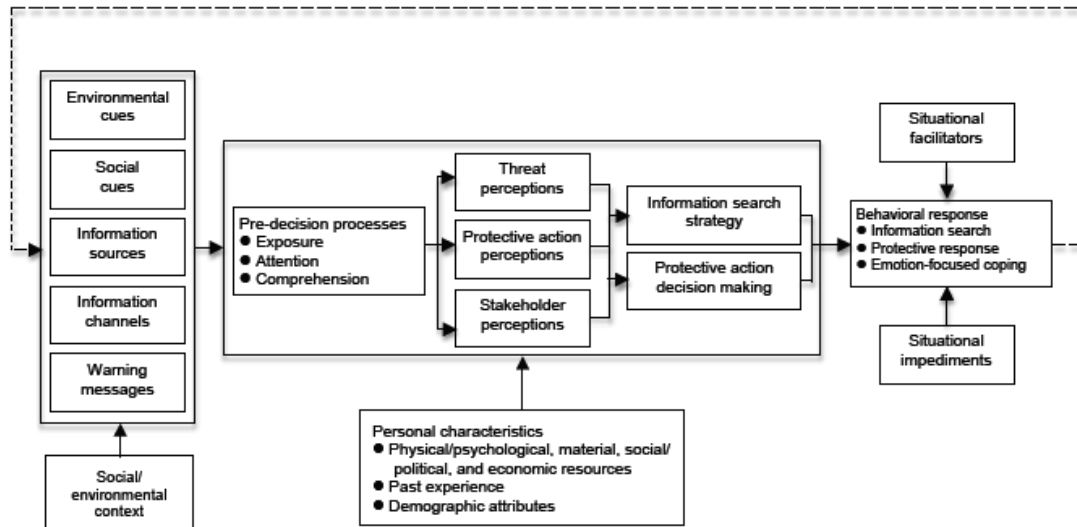 Environmental
cues
Social
cues
Information
sources
Information
channels
Warning
messages
Social/
environmental
context
Pre-decision processes
● Exposure
● Attention
● Comprehension
Threat
perceptions
Protective action
perceptions
Stakeholder
perceptions
Information search
strategy
Protective action
decision making
Personal characteristics
● Physical/psychological, material, social/
political, and economic resources
● Past experience
● Demographic attributes
Situational
facilitators
Behavioral response
● Information search
● Protective response
● Emotion-focused coping
Situational
impediments